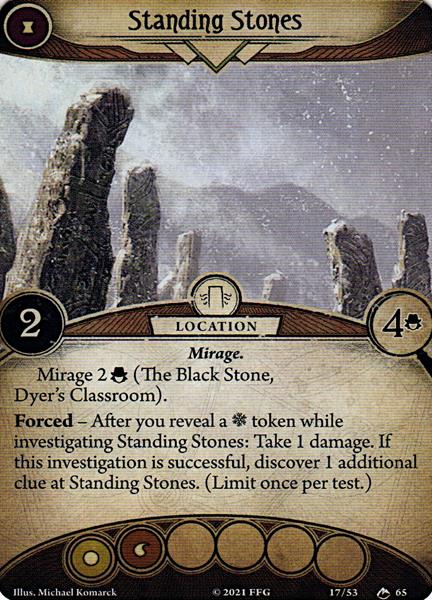 Standing Stones
2
4
LOCATION
Mirage.
Mirage 2 (The Black Stone,
Dyer's Classroom).
Forced – After you reveal a token while
investigating Standing Stones: Take 1 damage. If
this investigation is successful, discover 1 additional
clue at Standing Stones. (Limit once per test.)
Illus. Michael Komarck © 2021 FFG 17/53 65